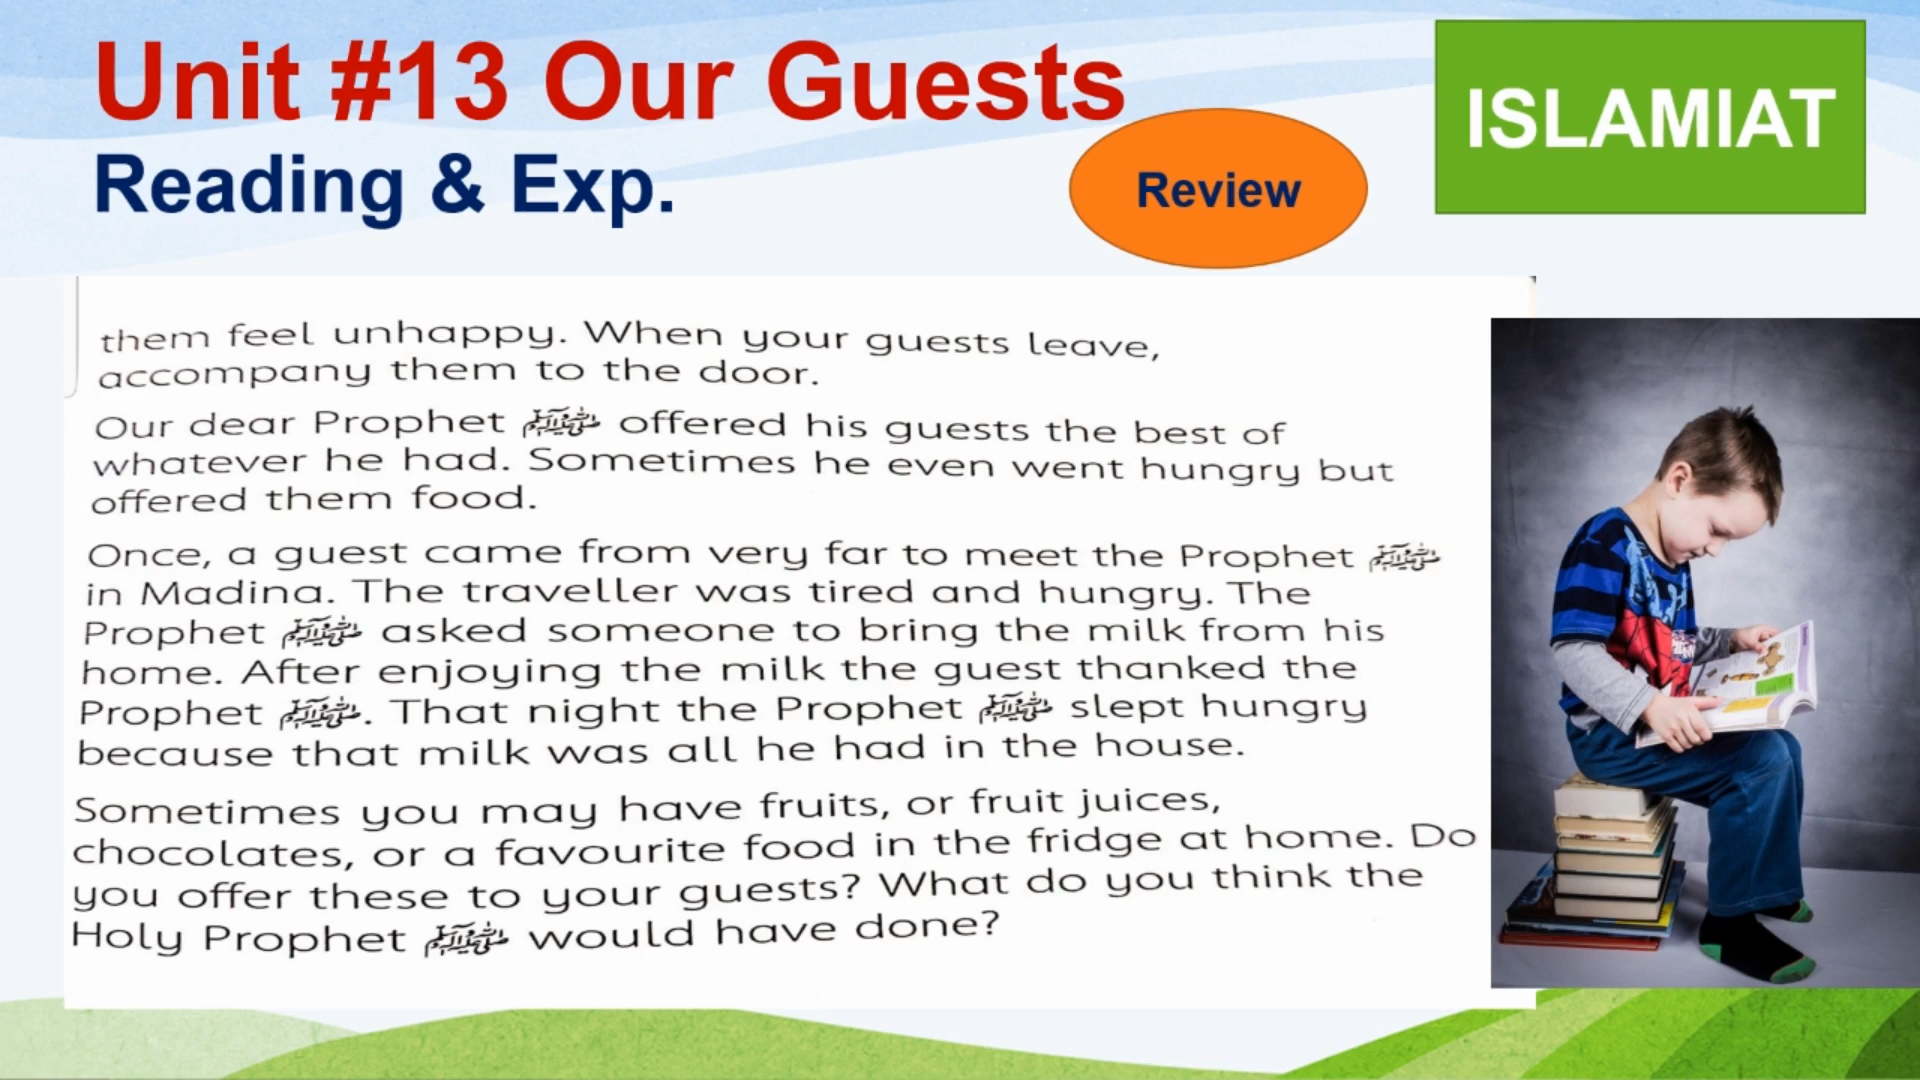 Unit #13 Our Guests
Reading & Exp.
Review
ISLAMIAT
them feel unhappy. When your guests leave,
accompany them to the door.
Our dear Prophet ﷺ offered his guests the best of
whatever he had. Sometimes he even went hungry but
offered them food.
Once, a guest came from very far to meet the Prophet ﷺ
in Madina. The traveller was tired and hungry. The
Prophet ﷺ asked someone to bring the milk from his
home. After enjoying the milk the guest thanked the
Prophet ﷺ. That night the Prophet ﷺ slept hungry
because that milk was all he had in the house.
Sometimes you may have fruits, or fruit juices,
chocolates, or a favourite food in the fridge at home. Do
you offer these to your guests? What do you think the
Holy Prophet ﷺ would have done?